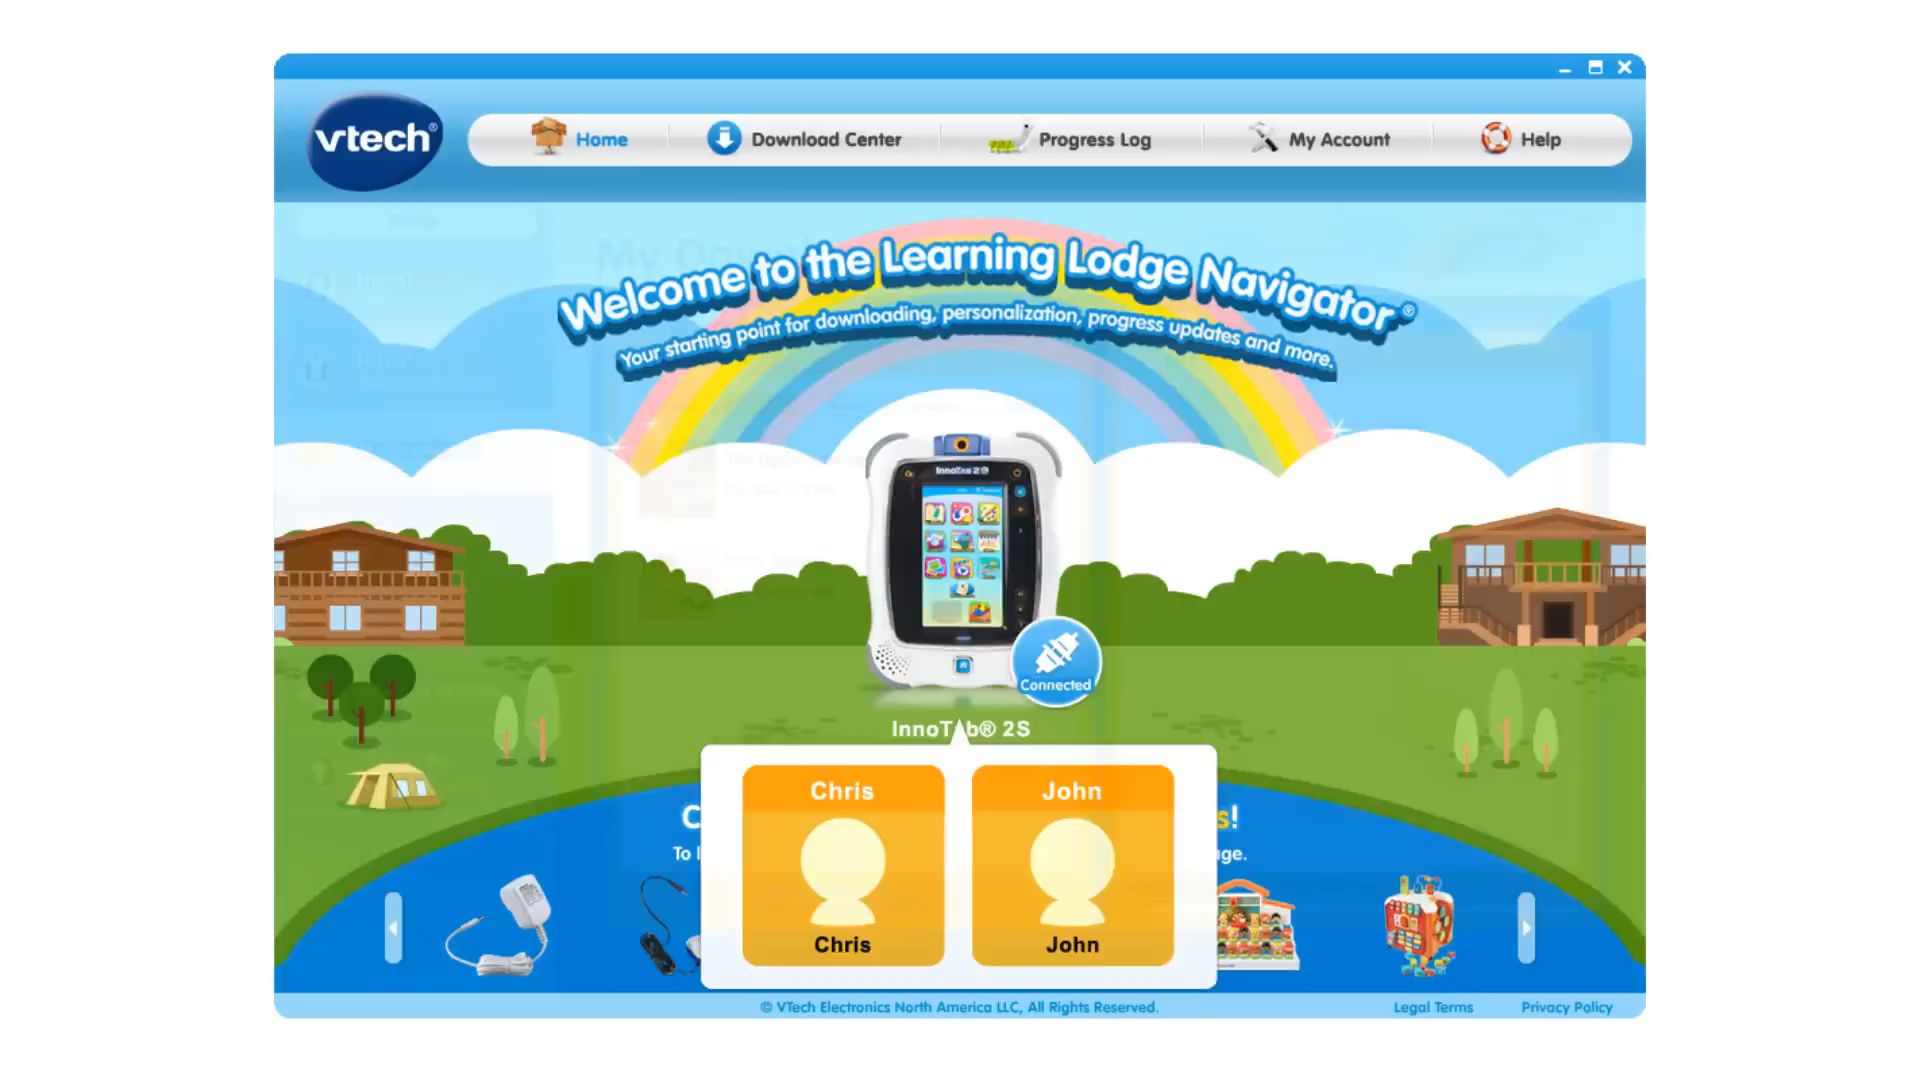 vtech®
Home
Download Center
Progress Log
My Account
Help
Welcome to the Learning Lodge Navigator®
Your starting point for downloading, personalization, progress updates and more.
InnoTab 2S
Connected
InnoTab® 2S
Chris
John
Chris
John
C
s!
To l
ge.
© VTech Electronics North America LLC, All Rights Reserved.
Legal Terms
Privacy Policy